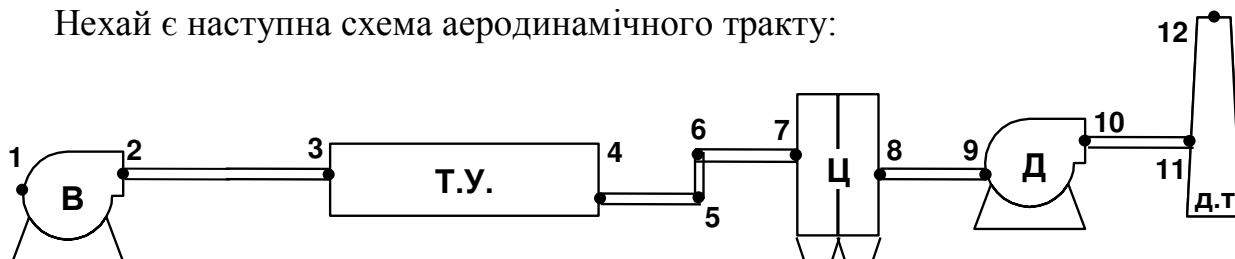 Нехай є наступна схема аеродинамічного тракту:
12
1 2 3 4 6 7 8 9 10
В Т.У. Ц Д
5 11
д.т